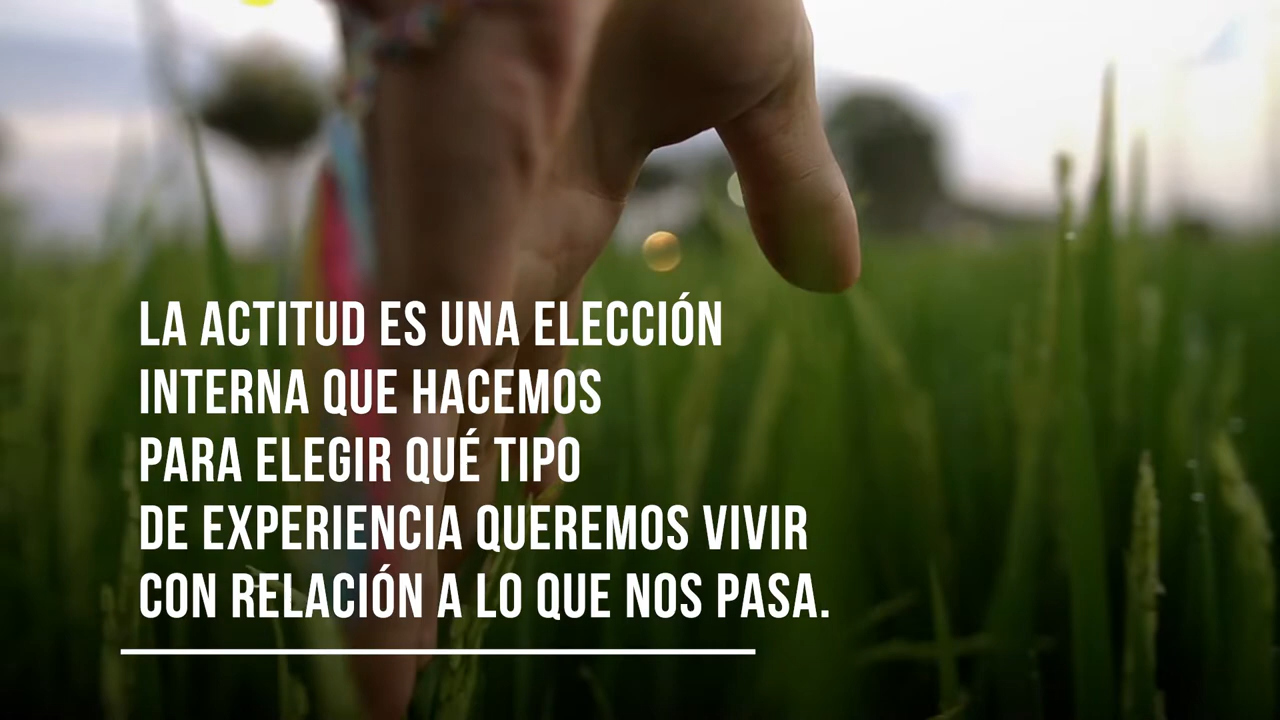 LA ACTITUD ES UNA ELECCIÓN
INTERNA QUE HACEMOS
PARA ELEGIR QUÉ TIPO
DE EXPERIENCIA QUEREMOS VIVIR
CON RELACIÓN A LO QUE NOS PASA.